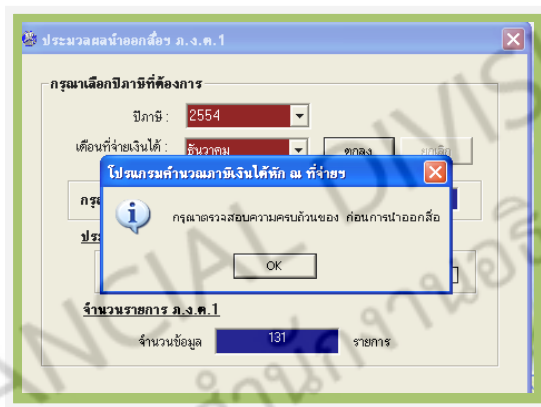 ประมวลผลนำออกสื่อฯ ภ.ง.ด.1
กรุณาเลือกปีภาษีที่ต้องการ
ปีภาษี : 2554
เดือนที่จ่ายเงินได้ : ธันวาคม ตกลง ยกเลิก
โปรแกรมคำนวณภาษีเงินได้หัก ณ ที่จ่ายฯ
กรุณาตรวจสอบความครบถ้วนของ ก่อนการนำออกสื่อ
OK
จำนวนรายการ ภ.ง.ด.1
จำนวนข้อมูล 131 รายการ